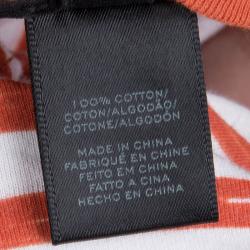 100% COTTON/
COTON/ALGODÃO/
COTONE/ALGODÓN
MADE IN CHINA
FABRIQUÉ EN CHINE
FEITO EM CHINA
FATTO A CINA
HECHO EN CHINA